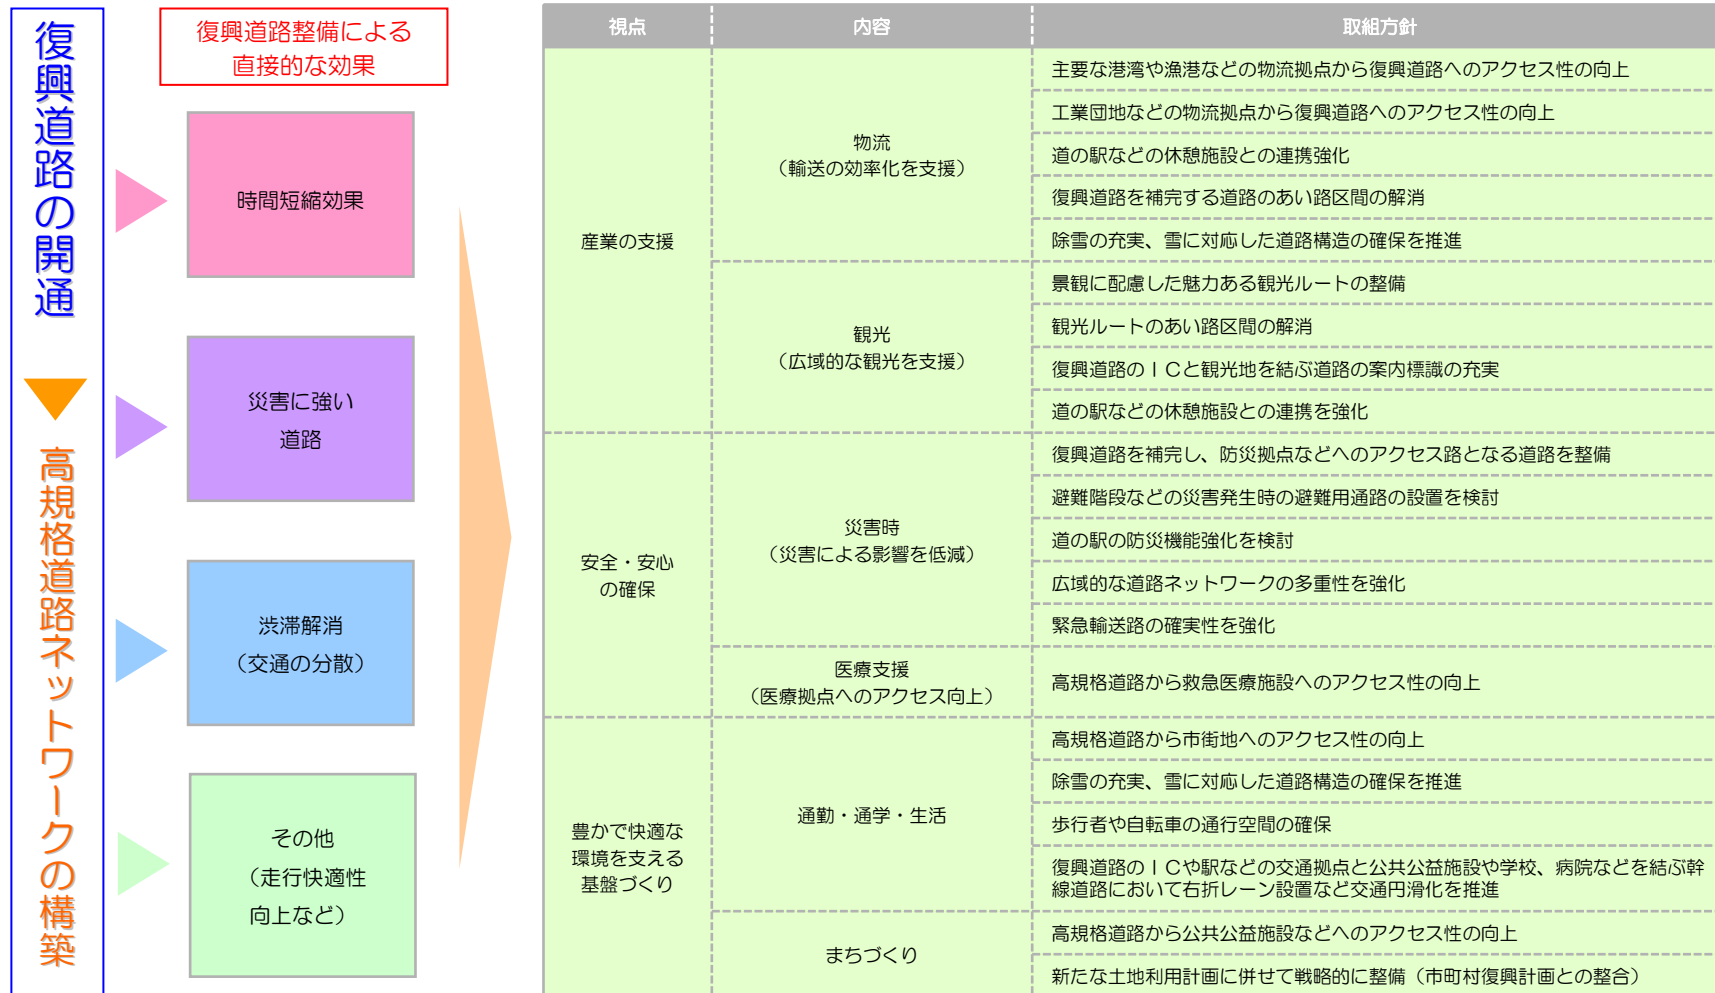 復興道路の開通
高規格道路ネットワークの構築
復興道路整備による
直接的な効果
時間短縮効果
災害に強い
道路
渋滞解消
（交通の分散）
その他
（走行快適性
向上など）
視点
内容
取組方針
産業の支援
物流
（輸送の効率化を支援）
主要な港湾や漁港などの物流拠点から復興道路へのアクセス性の向上
工業団地などの物流拠点から復興道路へのアクセス性の向上
道の駅などの休憩施設との連携強化
復興道路を補完する道路のあい路区間の解消
除雪の充実、雪に対応した道路構造の確保を推進
観光
（広域的な観光を支援）
景観に配慮した魅力ある観光ルートの整備
観光ルートのあい路区間の解消
復興道路のＩＣと観光地を結ぶ道路の案内標識の充実
道の駅などの休憩施設との連携を強化
安全・安心
の確保
災害時
（災害による影響を低減）
復興道路を補完し、防災拠点などへのアクセス路となる道路を整備
避難階段などの災害発生時の避難用通路の設置を検討
道の駅の防災機能強化を検討
広域的な道路ネットワークの多重性を強化
緊急輸送路の確実性を強化
医療支援
（医療拠点へのアクセス向上）
高規格道路から救急医療施設へのアクセス性の向上
豊かで快適な
環境を支える
基盤づくり
通勤・通学・生活
高規格道路から市街地へのアクセス性の向上
除雪の充実、雪に対応した道路構造の確保を推進
歩行者や自転車の通行空間の確保
復興道路のＩＣや駅などの交通拠点と公共公益施設や学校、病院などを結ぶ幹
線道路において右折レーン設置など交通円滑化を推進
まちづくり
高規格道路から公共公益施設などへのアクセス性の向上
新たな土地利用計画に併せて戦略的に整備（市町村復興計画との整合）